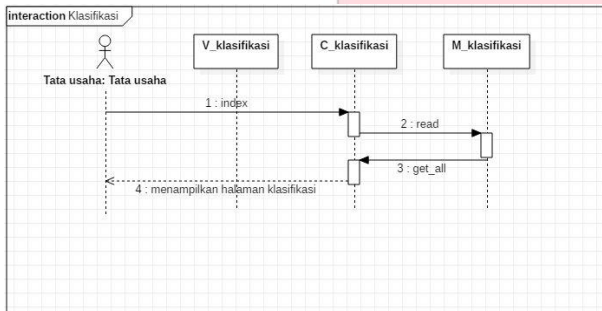 interaction Klasifikasi
V_klasifikasi
C_klasifikasi
M_klasifikasi
Tata usaha: Tata usaha
1 : index
2 : read
3 : get_all
4 : menampilkan halaman klasifikasi